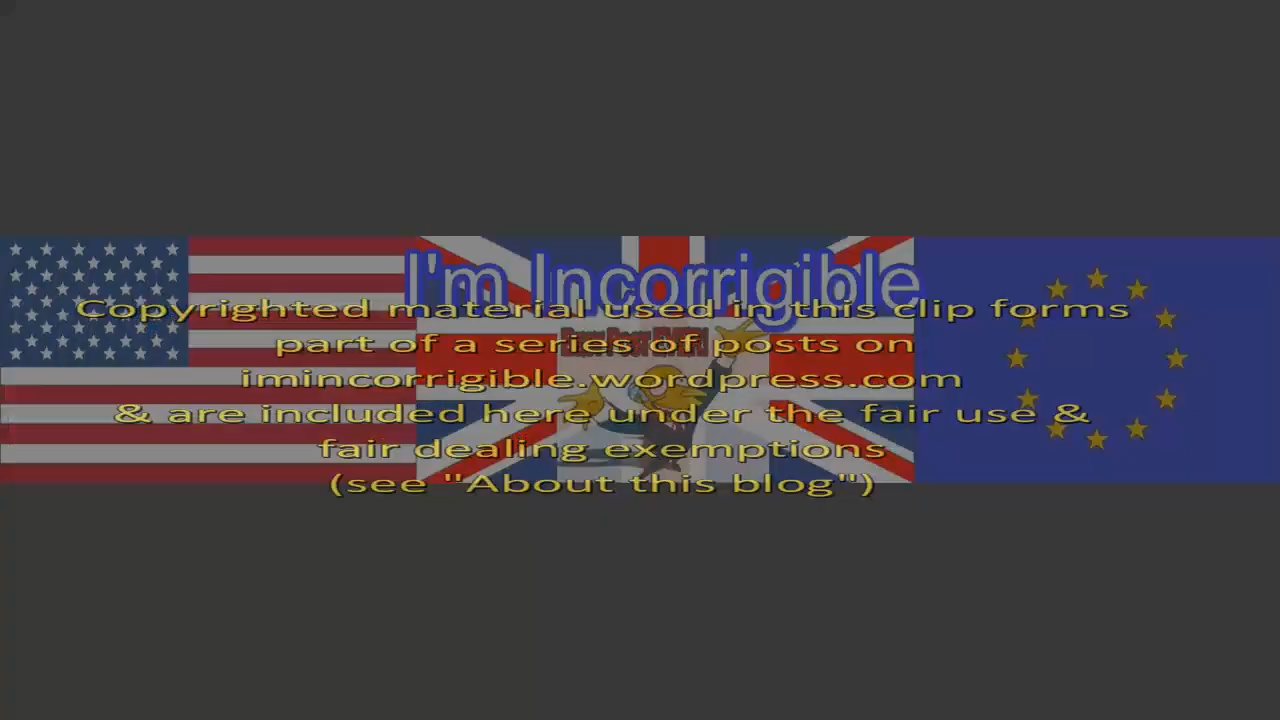 I'm Incorrigible
Copyrighted material used in this clip forms
part of a series of posts on
imincorrigible.wordpress.com
& are included here under the fair use &
fair dealing exemptions
(see "About this blog")